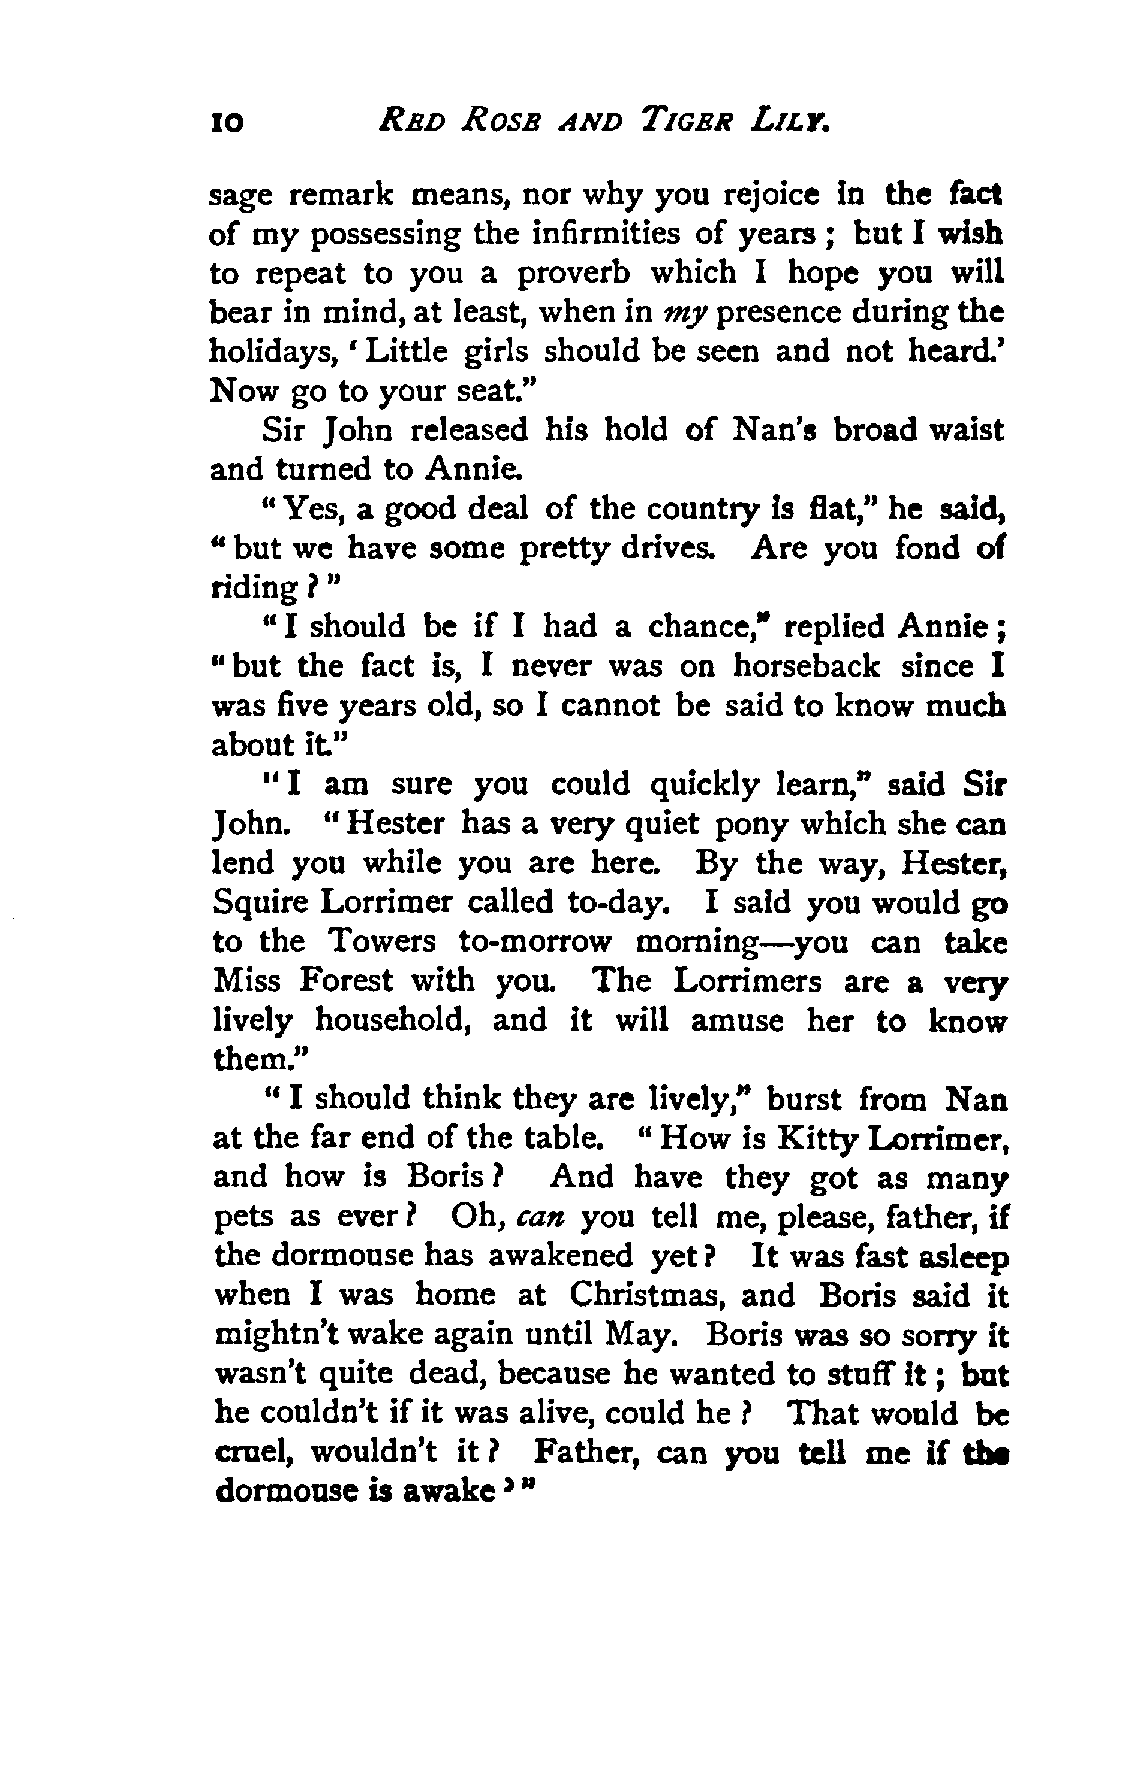 10 RED ROSE AND TIGER LILY.
sage remark means, nor why you rejoice in the fact
of my possessing the infirmities of years ; but I wish
to repeat to you a proverb which I hope you will
bear in mind, at least, when in my presence during the
holidays, ‘ Little girls should be seen and not heard.’
Now go to your seat.”
Sir John released his hold of Nan’s broad waist
and turned to Annie.
“ Yes, a good deal of the country is flat,” he said,
“ but we have some pretty drives. Are you fond of
riding ? ”
“ I should be if I had a chance,” replied Annie ;
“ but the fact is, I never was on horseback since I
was five years old, so I cannot be said to know much
about it.”
“ I am sure you could quickly learn,” said Sir
John. “ Hester has a very quiet pony which she can
lend you while you are here. By the way, Hester,
Squire Lorrimer called to-day. I said you would go
to the Towers to-morrow morning—you can take
Miss Forest with you. The Lorrimers are a very
lively household, and it will amuse her to know
them.”
“ I should think they are lively,” burst from Nan
at the far end of the table. “ How is Kitty Lorrimer,
and how is Boris ? And have they got as many
pets as ever ? Oh, can you tell me, please, father, if
the dormouse has awakened yet ? It was fast asleep
when I was home at Christmas, and Boris said it
mightn’t wake again until May. Boris was so sorry it
wasn’t quite dead, because he wanted to stuff it ; but
he couldn’t if it was alive, could he ? That would be
cruel, wouldn’t it ? Father, can you tell me if the
dormouse is awake ? ”